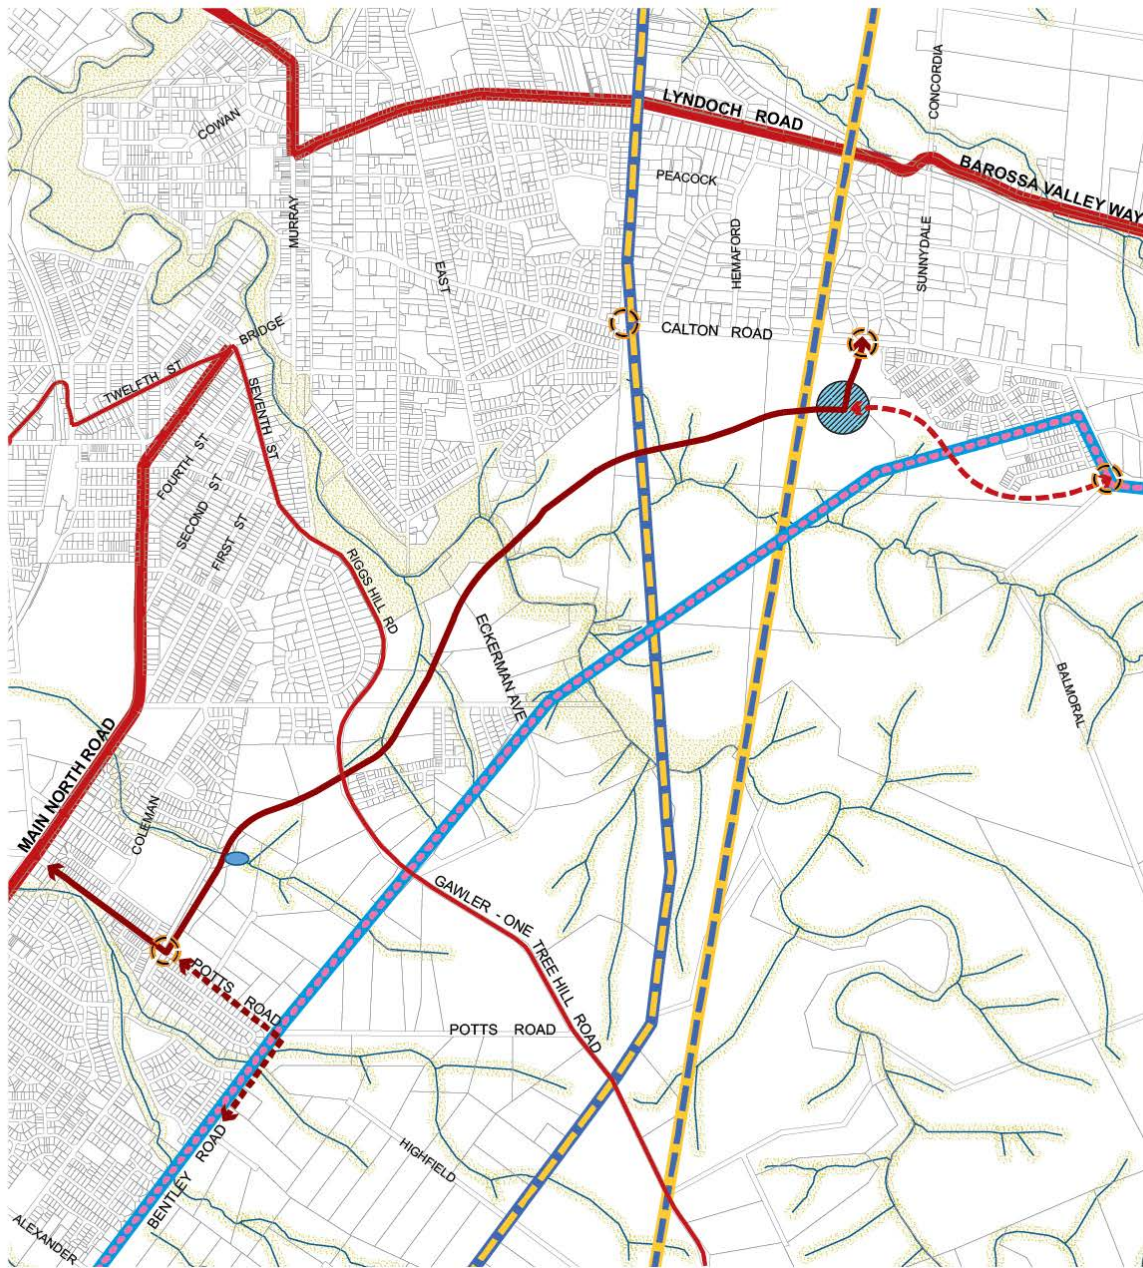 CONCORDIA
LYNDOCH ROAD
COWAN
BAROSSA VALLEY WAY
PEACOCK
MURRAY
EAST
HEMAFORD
SUNNYDALE
CALTON ROAD
BRIDGE
TWELFTH ST
SEVENTH ST
FOURTH ST
SECOND ST
FIRST ST
RIGGS HILL RD
ECKERMAN AVE
BALMORAL
MAIN NORTH ROAD
COLEMAN
GAWLER - ONE TREE HILL ROAD
POTTS ROAD
POTTS ROAD
HIGHFIELD
BENTLEY ROAD
ALEXANDER